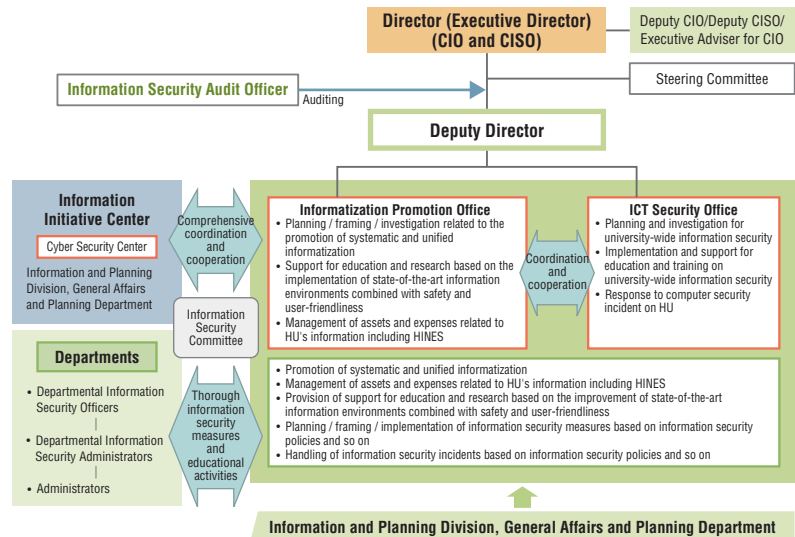 Director (Executive Director)
(CIO and CISO)
Deputy CIO/Deputy CISO/
Executive Adviser for CIO
Steering Committee
Information Security Audit Officer
Auditing
Deputy Director
Information
Initiative Center
Cyber Security Center
Information and Planning
Division, General Affairs
and Planning Department
Comprehensive
coordination
and
cooperation
Informatization Promotion Office
• Planning / framing / investigation related to the
promotion of systematic and unified
informatization
• Support for education and research based on the
implementation of state-of-the-art information
environments combined with safety and
user-friendliness
• Management of assets and expenses related to
HU's information including HINES
Coordination
and
cooperation
ICT Security Office
• Planning and investigation for
university-wide information security
• Implementation and support for
education and training on
university-wide information security
• Response to computer security
incident on HU
Information
Security
Committee
Departments
• Departmental Information
Security Officers
• Departmental Information
Security Administrators
• Administrators
Thorough
information
security
measures
and
educational
activities
• Promotion of systematic and unified informatization
• Management of assets and expenses related to HU's information including HINES
• Provision of support for education and research based on the improvement of state-of-the-art
information environments combined with safety and user-friendliness
• Planning / framing / implementation of information security measures based on information security
policies and so on
• Handling of information security incidents based on information security policies and so on
Information and Planning Division, General Affairs and Planning Department